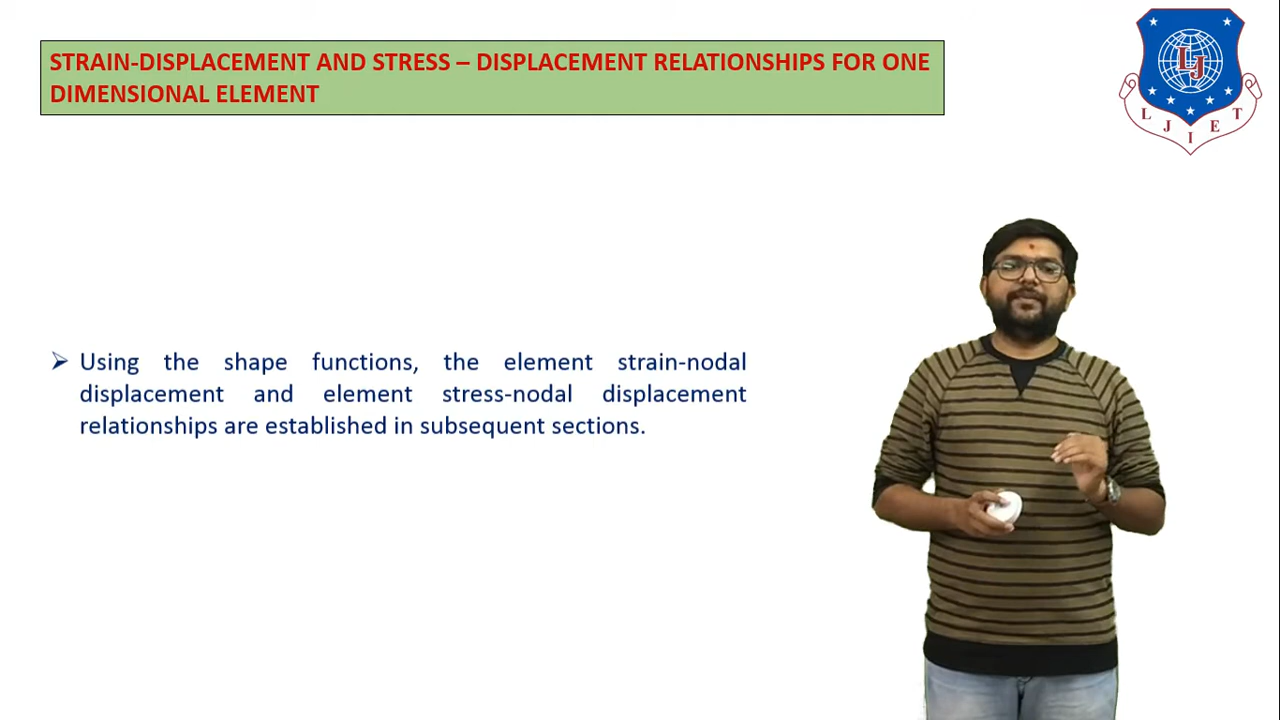 STRAIN-DISPLACEMENT AND STRESS – DISPLACEMENT RELATIONSHIPS FOR ONE
DIMENSIONAL ELEMENT
LJ
L J I E T
➢ Using the shape functions, the element strain-nodal
displacement and element stress-nodal displacement
relationships are established in subsequent sections.